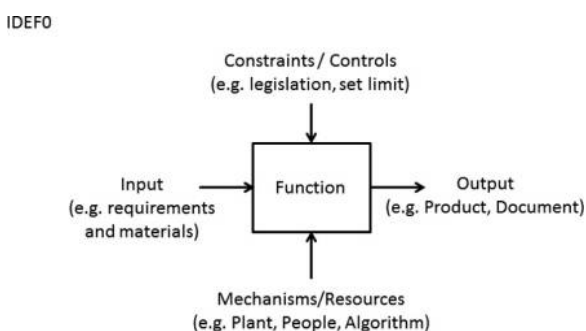 IDEF0
Constraints / Controls
(e.g. legislation, set limit)
Input
(e.g. requirements
and materials)
Function
Output
(e.g. Product, Document)
Mechanisms/Resources
(e.g. Plant, People, Algorithm)